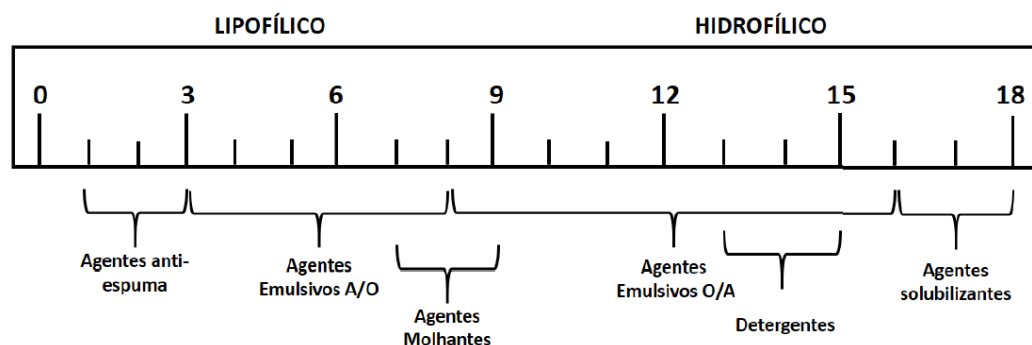 LIPOFÍLICO HIDROFÍLICO
0 3 6 9 12 15 18
Agentes anti-
espuma
Agentes
Emulsivos A/O
Agentes
Molhantes
Agentes
Emulsivos O/A
Detergentes
Agentes
solubilizantes